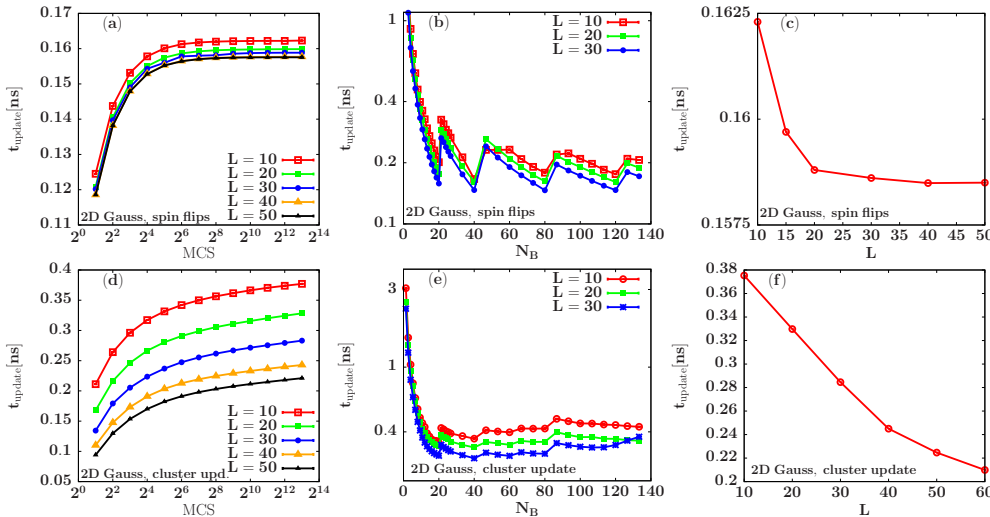 (a)
t_update[ns]
0.17
0.16
0.15
0.14
0.13
0.12
0.11
L = 10
L = 20
L = 30
L = 40
L = 50
2D Gauss, spin flips
2^0 2^2 2^4 2^6 2^8 2^10 2^12 2^14
MCS
(b)
t_update[ns]
1
0.4
0.2
0.1
L = 10
L = 20
L = 30
2D Gauss, spin flips
0 20 40 60 80 100 120 140
N_B
(c)
t_update[ns]
0.1625
0.16
0.1575
2D Gauss, spin flips
10 15 20 25 30 35 40 45 50
L
(d)
t_update[ns]
0.4
0.35
0.3
0.25
0.2
0.15
0.1
0.05
L = 10
L = 20
L = 30
L = 40
L = 50
2D Gauss, cluster upd.
2^0 2^2 2^4 2^6 2^8 2^10 2^12 2^14
MCS
(e)
t_update[ns]
3
1
0.4
L = 10
L = 20
L = 30
2D Gauss, cluster update
0 20 40 60 80 100 120 140
N_B
(f)
t_update[ns]
0.38
0.36
0.34
0.32
0.3
0.28
0.26
0.24
0.22
0.2
2D Gauss, cluster update
10 20 30 40 50 60
L